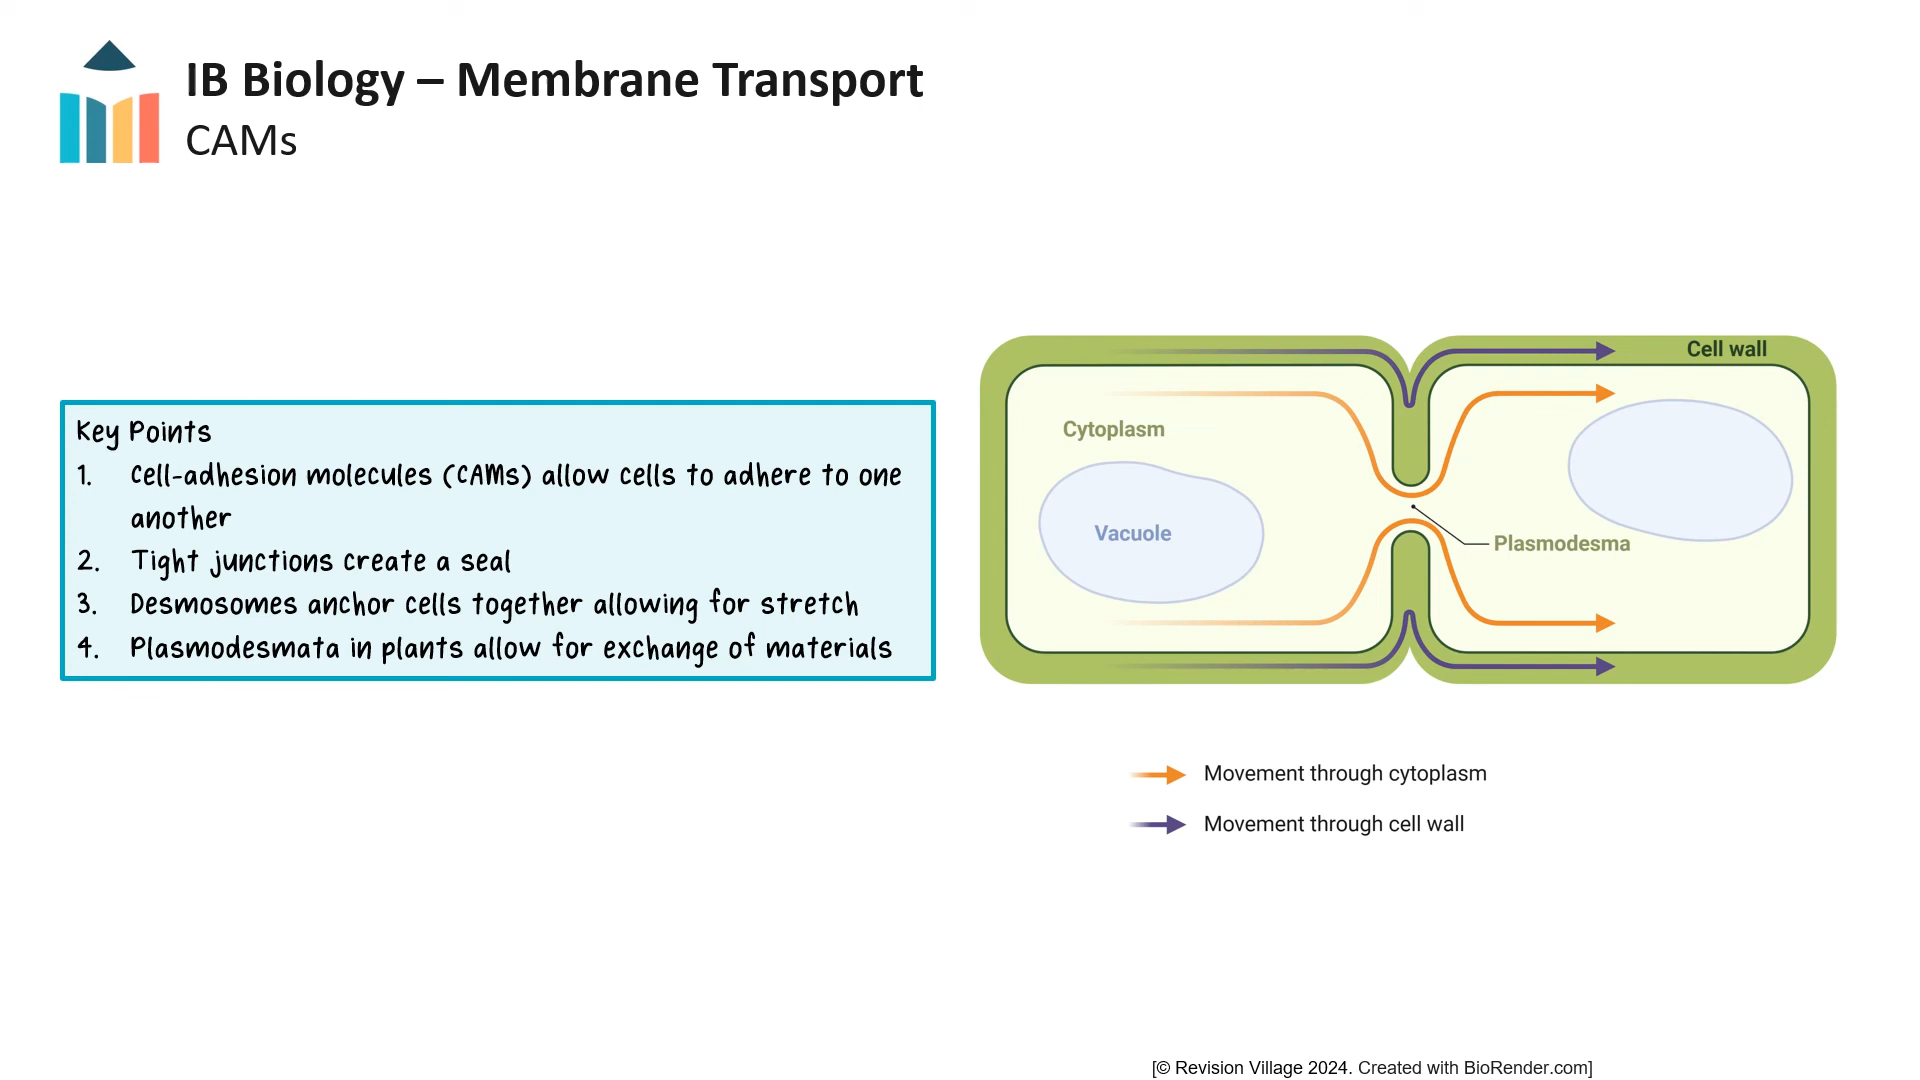 IB Biology – Membrane Transport
CAMs
Key Points
1. Cell-adhesion molecules (CAMs) allow cells to adhere to one
another
2. Tight junctions create a seal
3. Desmosomes anchor cells together allowing for stretch
4. Plasmodesmata in plants allow for exchange of materials
Cell wall
Cytoplasm
Vacuole
Plasmodesma
Movement through cytoplasm
Movement through cell wall
[© Revision Village 2024. Created with BioRender.com]